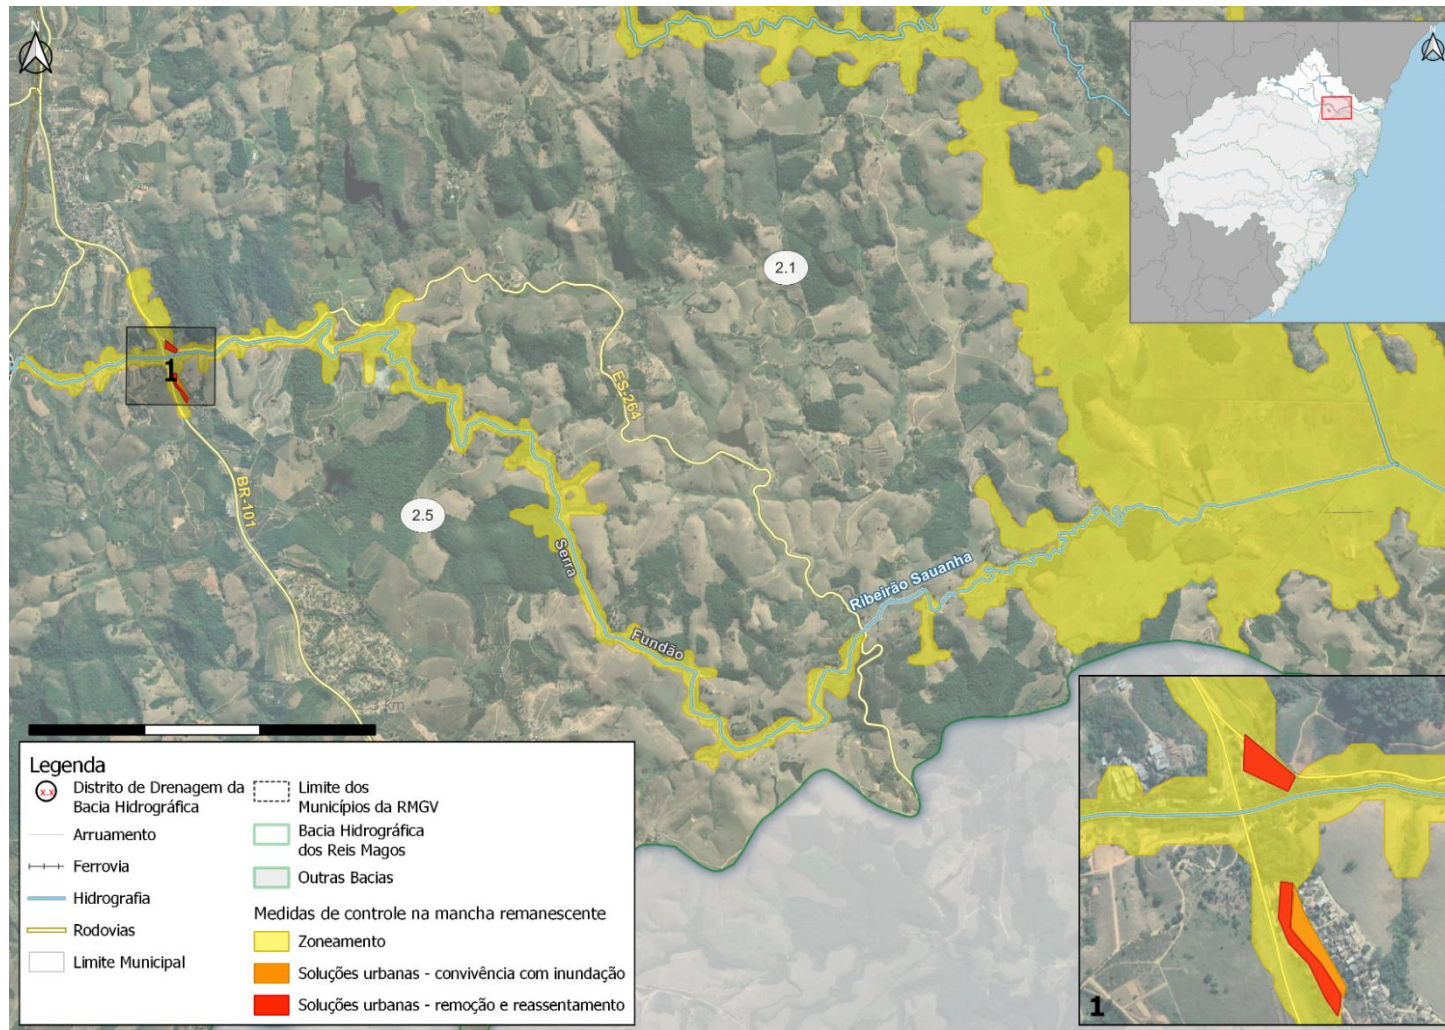 N
N
2.1
1
ES-264
BR-101
2.5
Serra
Ribeirão Sauanha
Fundão
3 km
Legenda
x.x
Distrito de Drenagem da
Bacia Hidrográfica
Arruamento
Ferrovia
Hidrografia
Rodovias
Limite Municipal
Limite dos
Municípios da RMGV
Bacia Hidrográfica
dos Reis Magos
Outras Bacias
Medidas de controle na mancha remanescente
Zoneamento
Soluções urbanas - convivência com inundação
Soluções urbanas - remoção e reassentamento
1